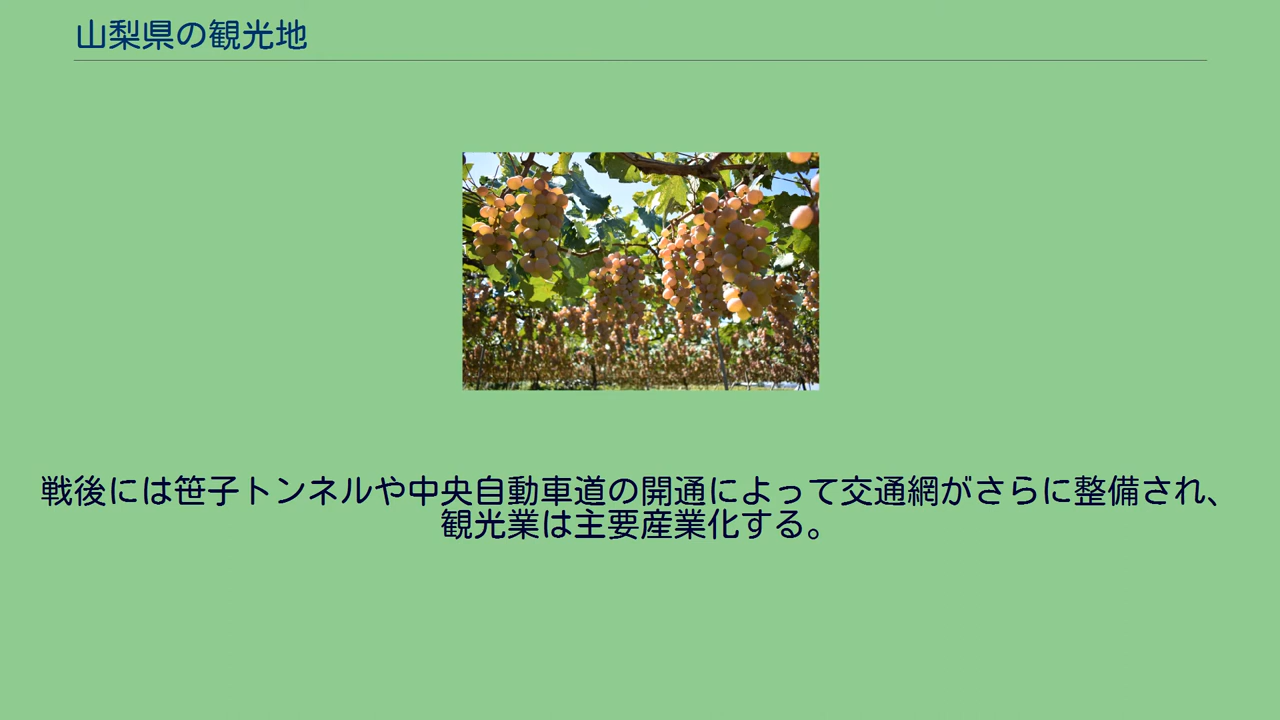 山梨県の観光地
戦後には笹子トンネルや中央自動車道の開通によって交通網がさらに整備され、
観光業は主要産業化する。